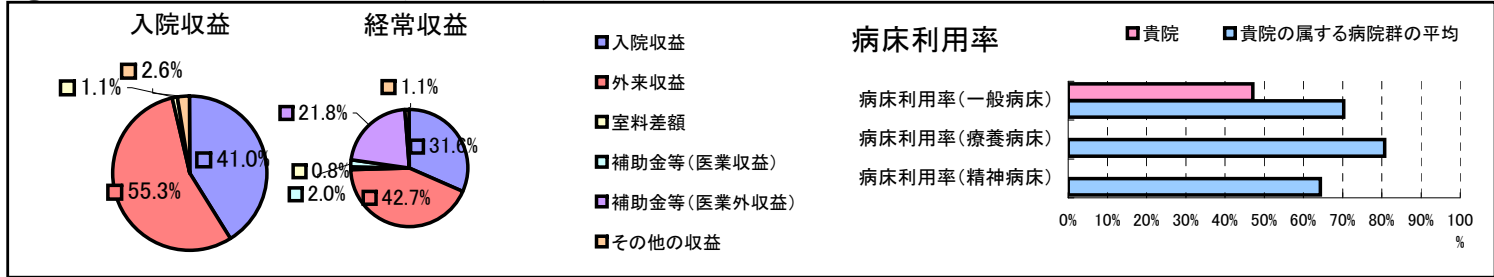 入院収益
2.6%
1.1%
41.0%
55.3%
経常収益
1.1%
21.8%
31.6%
0.8%
2.0%
42.7%
入院収益
外来収益
室料差額
補助金等(医業収益)
補助金等(医業外収益)
その他の収益
病床利用率
貴院 貴院の属する病院群の平均
病床利用率(一般病床)
病床利用率(療養病床)
病床利用率(精神病床)
0% 10% 20% 30% 40% 50% 60% 70% 80% 90% 100
%